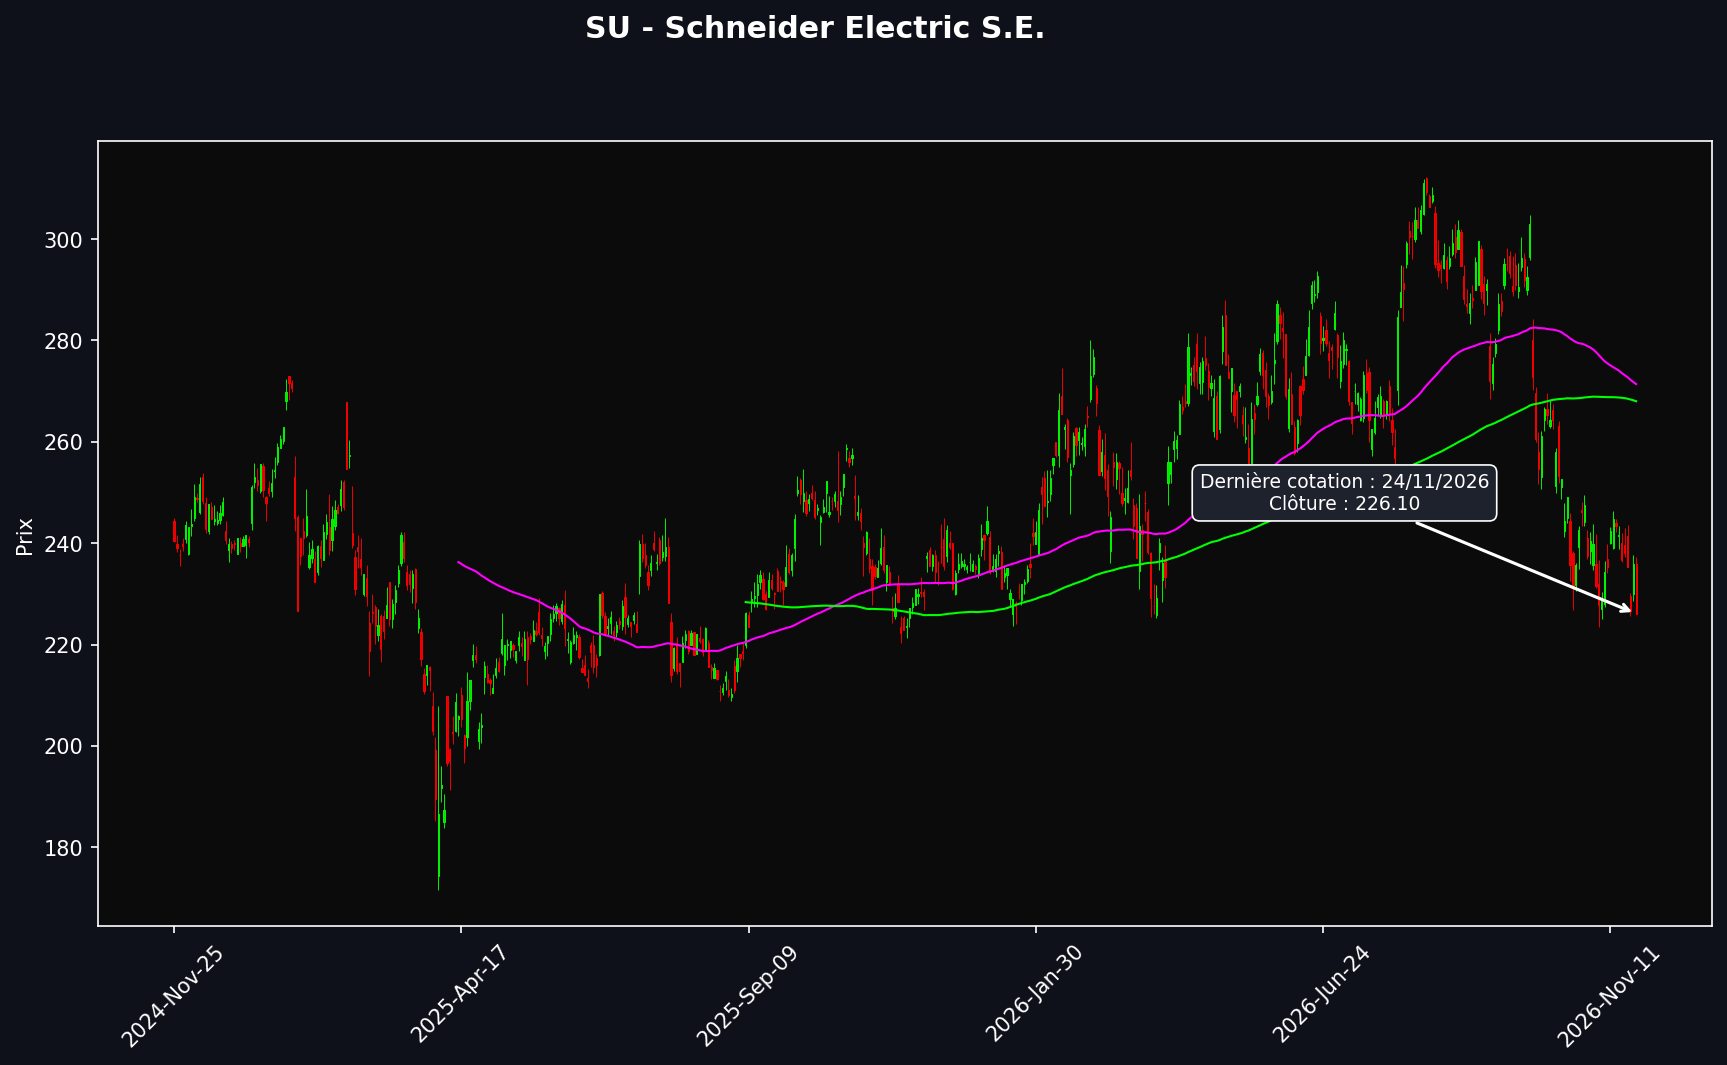 SU - Schneider Electric S.E.
Prix
300
280
260
240
220
200
180
Dernière cotation : 24/11/2026
Clôture : 226.10
2024-Nov-25
2025-Apr-17
2025-Sep-09
2026-Jan-30
2026-Jun-24
2026-Nov-11